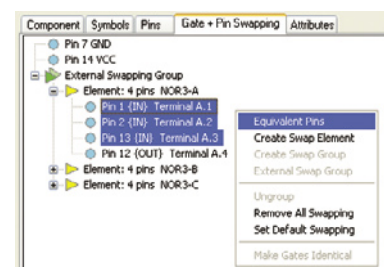 Component Symbols Pins Gate + Pin Swapping Attributes
Pin 7 GND
Pin 14 VCC
External Swapping Group
Element: 4 pins NOR3-A
Pin 1 {IN} Terminal A.1
Pin 2 {IN} Terminal A.2
Pin 13 {IN} Terminal A.3
Pin 12 {OUT} Terminal A.4
Element: 4 pins NOR3-B
Element: 4 pins NOR3-C
Equivalent Pins
Create Swap Element
Create Swap Group
External Swap Group
Ungroup
Remove All Swapping
Set Default Swapping
Make Gates Identical